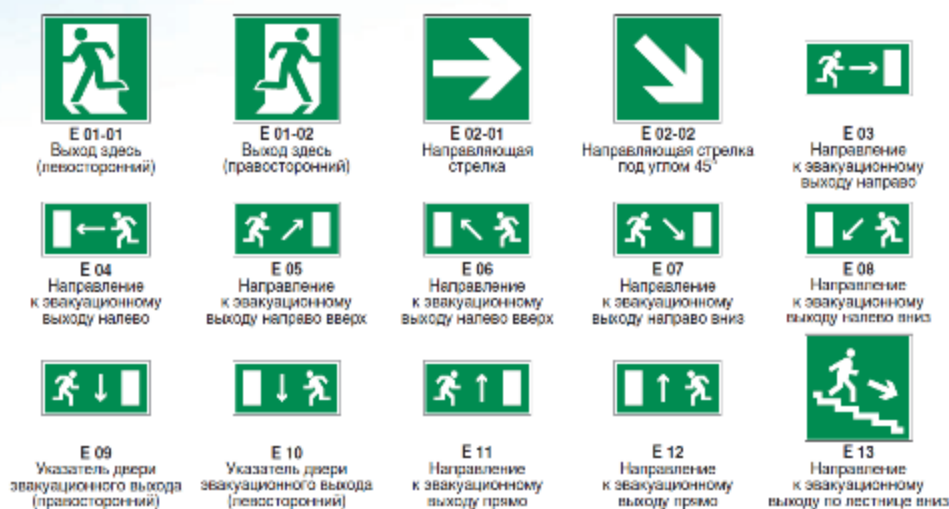 E 01-01
Выход здесь
(левосторонний)
E 01-02
Выход здесь
(правосторонний)
E 02-01
Направляющая
стрелка
E 02-02
Направляющая стрелка
под углом 45°
E 03
Направление
к эвакуационному
выходу направо
E 04
Направление
к эвакуационному
выходу налево
E 05
Направление
к эвакуационному
выходу направо вверх
E 06
Направление
к эвакуационному
выходу налево вверх
E 07
Направление
к эвакуационному
выходу направо вниз
E 08
Направление
к эвакуационному
выходу налево вниз
E 09
Указатель двери
эвакуационного выхода
(правосторонний)
E 10
Указатель двери
эвакуационного выхода
(левосторонний)
E 11
Направление
к эвакуационному
выходу прямо
E 12
Направление
к эвакуационному
выходу прямо
E 13
Направление
к эвакуационному
выходу по лестнице вниз